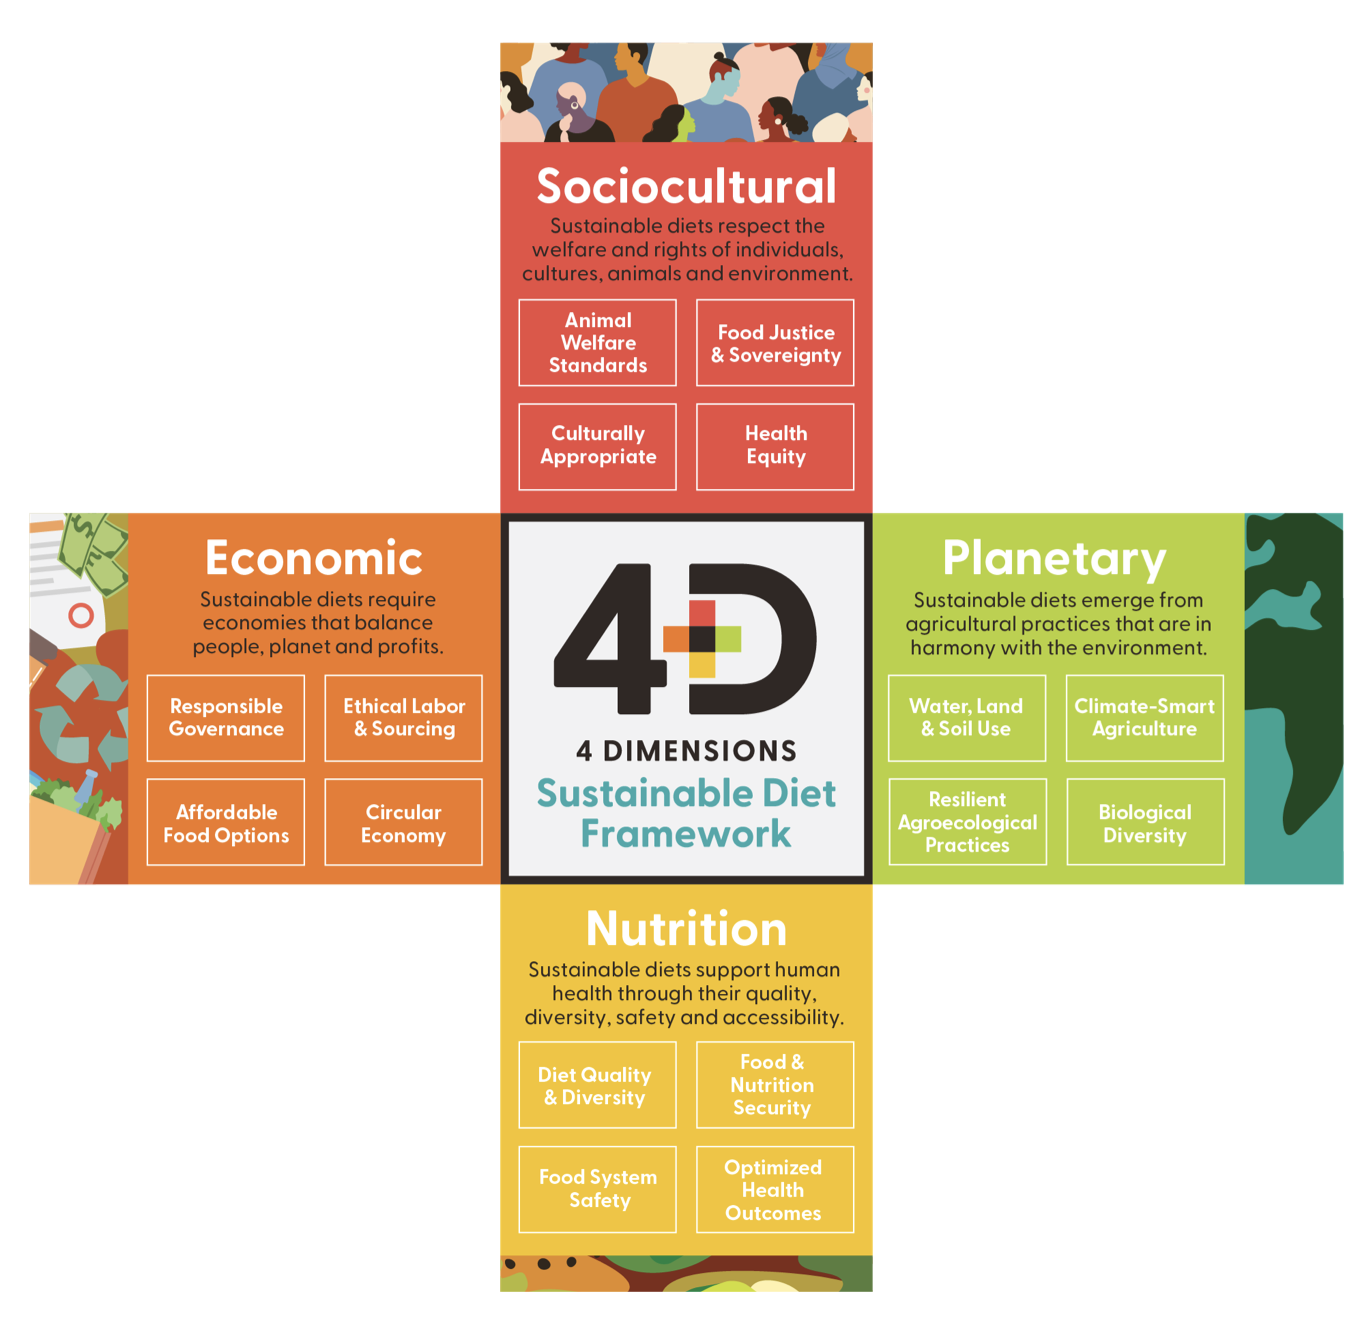 Sociocultural
Sustainable diets respect the
welfare and rights of individuals,
cultures, animals and environment.
Animal
Welfare
Standards
Food Justice
& Sovereignty
Culturally
Appropriate
Health
Equity
Economic
Sustainable diets require
economies that balance
people, planet and profits.
Responsible
Governance
Ethical Labor
& Sourcing
Affordable
Food Options
Circular
Economy
4D
4 DIMENSIONS
Sustainable Diet
Framework
Planetary
Sustainable diets emerge from
agricultural practices that are in
harmony with the environment.
Water, Land
& Soil Use
Climate-Smart
Agriculture
Resilient
Agroecological
Practices
Biological
Diversity
Nutrition
Sustainable diets support human
health through their quality,
diversity, safety and accessibility.
Diet Quality
& Diversity
Food &
Nutrition
Security
Food System
Safety
Optimized
Health
Outcomes